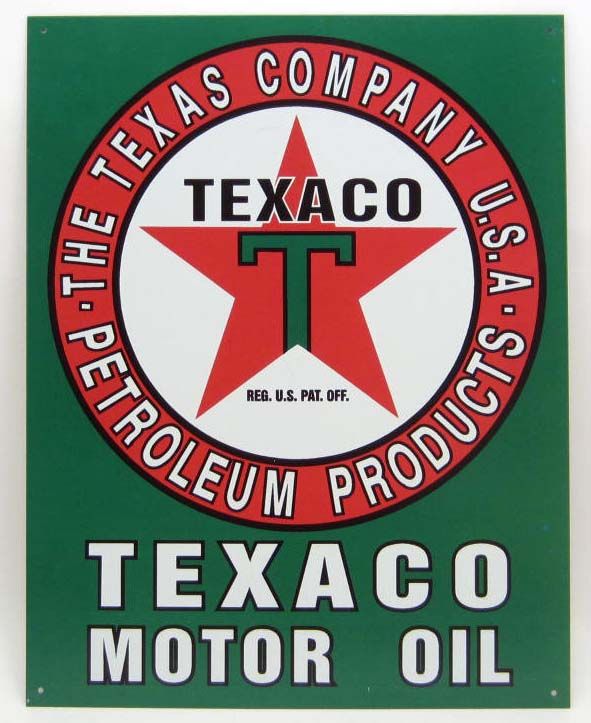 THE TEXAS COMPANY U.S.A.
PETROLEUM PRODUCTS
TEXACO
T
REG. U.S. PAT. OFF.
TEXACO
MOTOR OIL